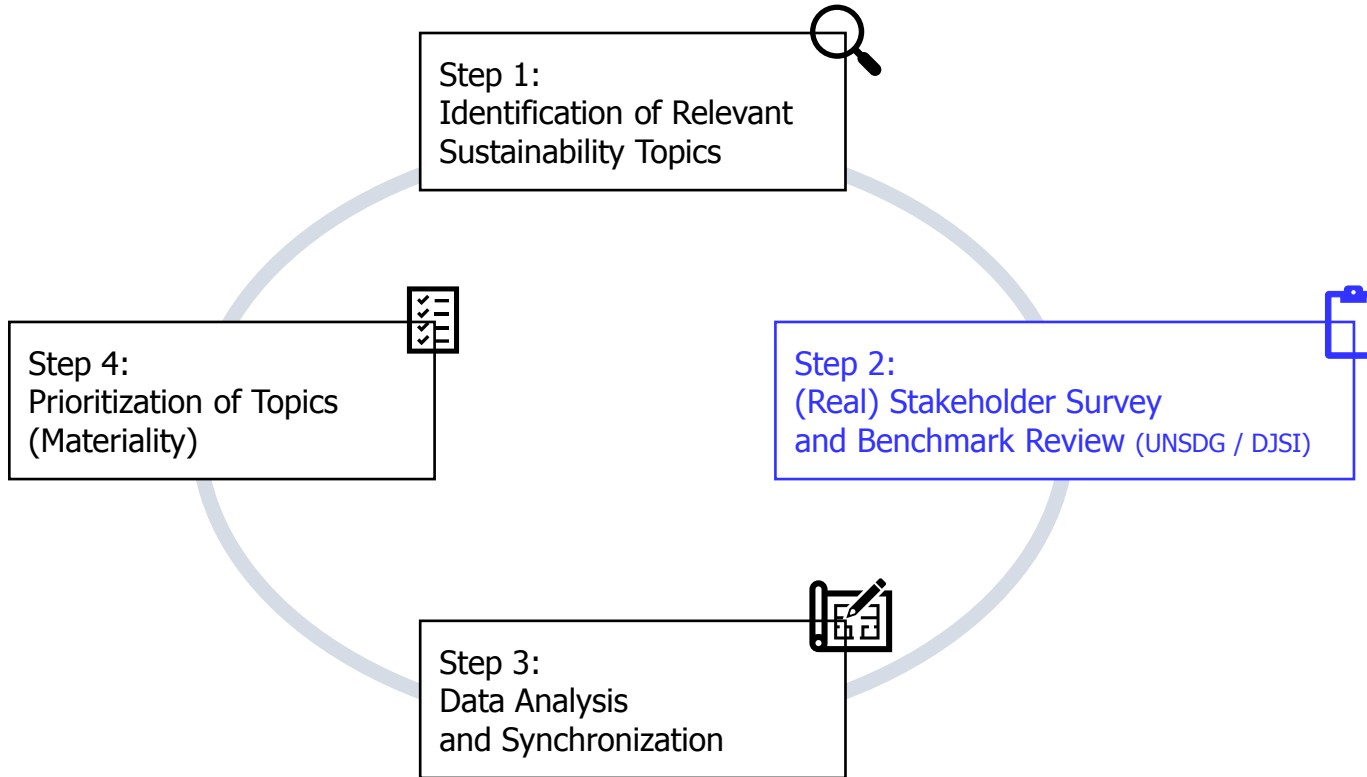 Step 1:
Identification of Relevant
Sustainability Topics
Step 2:
(Real) Stakeholder Survey
and Benchmark Review (UNSDG / DJSI)
Step 3:
Data Analysis
and Synchronization
Step 4:
Prioritization of Topics
(Materiality)